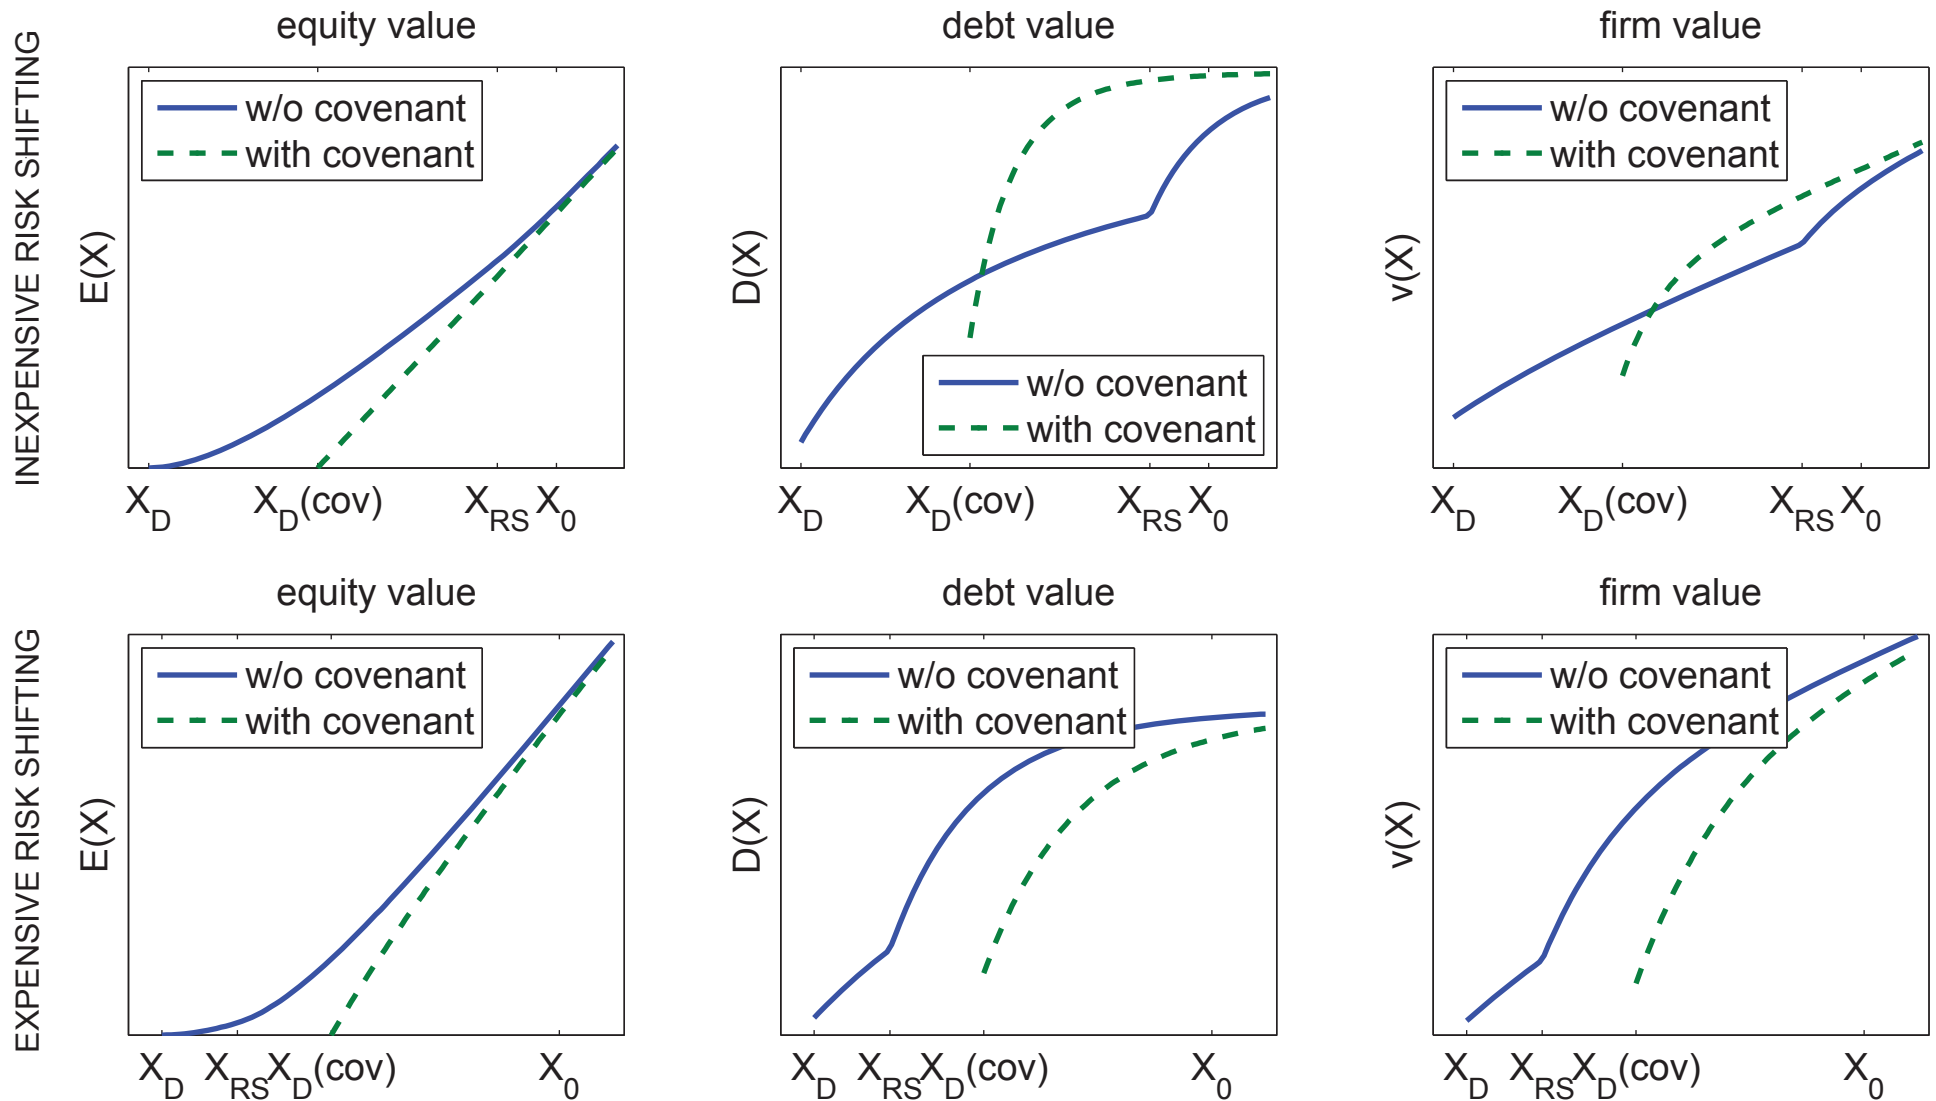 equity value
debt value
firm value
INEXPENSIVE RISK SHIFTING
E(X)
w/o covenant
with covenant
X_D X_D(cov) X_RS X_0
D(X)
w/o covenant
with covenant
X_D X_D(cov) X_RS X_0
v(X)
w/o covenant
with covenant
X_D X_D(cov) X_RS X_0
equity value
debt value
firm value
EXPENSIVE RISK SHIFTING
E(X)
w/o covenant
with covenant
X_D X_RS X_D(cov) X_0
D(X)
w/o covenant
with covenant
X_D X_RS X_D(cov) X_0
v(X)
w/o covenant
with covenant
X_D X_RS X_D(cov) X_0